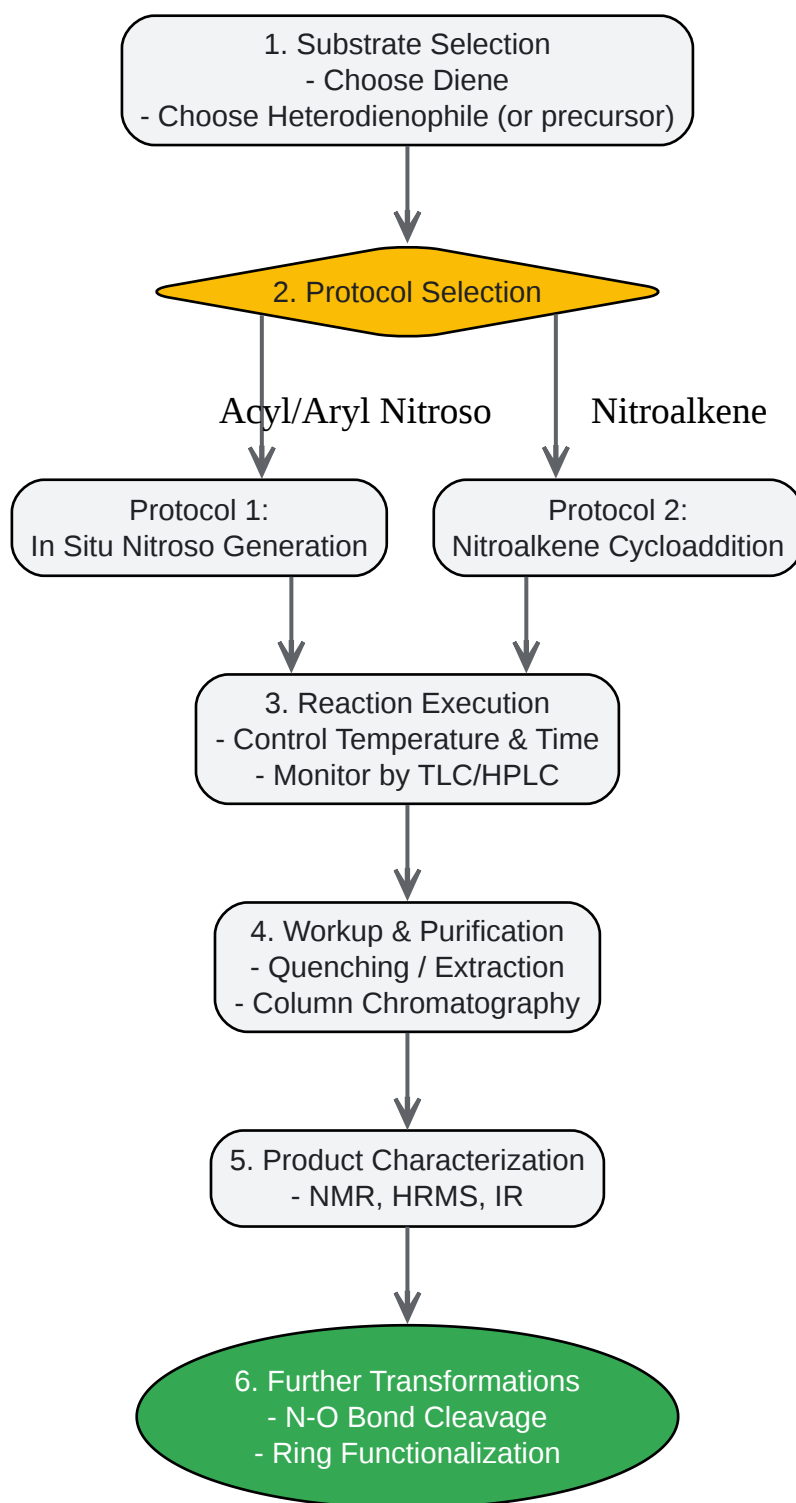 1. Substrate Selection
- Choose Diene
- Choose Heterodienophile (or precursor)
2. Protocol Selection
Acyl/Aryl Nitroso
Nitroalkene
Protocol 1:
In Situ Nitroso Generation
Protocol 2:
Nitroalkene Cycloaddition
3. Reaction Execution
- Control Temperature & Time
- Monitor by TLC/HPLC
4. Workup & Purification
- Quenching / Extraction
- Column Chromatography
5. Product Characterization
- NMR, HRMS, IR
6. Further Transformations
- N-O Bond Cleavage
- Ring Functionalization